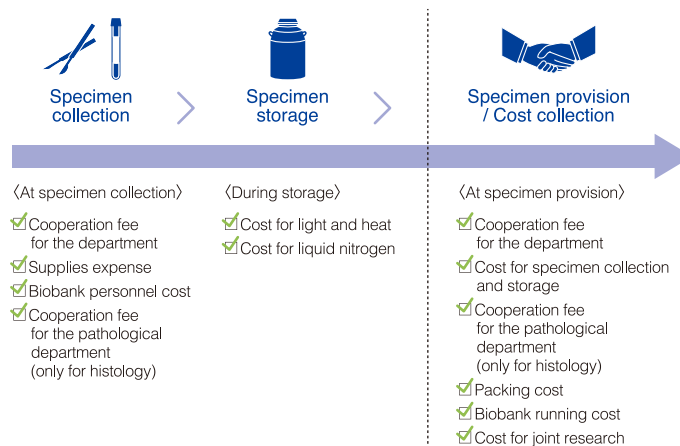 Specimen
collection
Specimen
storage
Specimen provision
/ Cost collection
〈At specimen collection〉
Cooperation fee
for the department
Supplies expense
Biobank personnel cost
Cooperation fee
for the pathological
department
(only for histology)
〈During storage〉
Cost for light and heat
Cost for liquid nitrogen
〈At specimen provision〉
Cooperation fee
for the department
Cost for specimen collection
and storage
Cooperation fee
for the pathological
department
(only for histology)
Packing cost
Biobank running cost
Cost for joint research